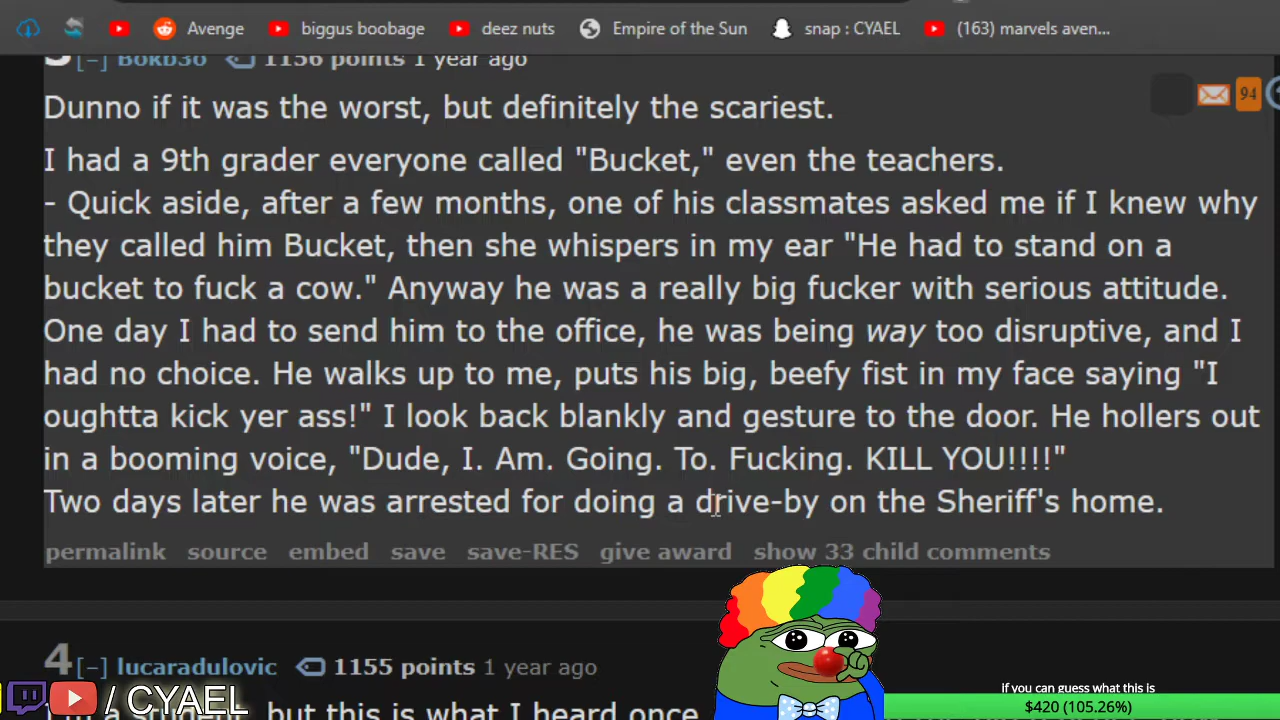 Avenge biggus boobage deez nuts Empire of the Sun snap : CYAEL (163) marvels aven...
[–] Bokb3o 1156 points 1 year ago
94
Dunno if it was the worst, but definitely the scariest.
I had a 9th grader everyone called "Bucket," even the teachers.
- Quick aside, after a few months, one of his classmates asked me if I knew why
they called him Bucket, then she whispers in my ear "He had to stand on a
bucket to fuck a cow." Anyway he was a really big fucker with serious attitude.
One day I had to send him to the office, he was being way too disruptive, and I
had no choice. He walks up to me, puts his big, beefy fist in my face saying "I
oughtta kick yer ass!" I look back blankly and gesture to the door. He hollers out
in a booming voice, "Dude, I. Am. Going. To. Fucking. KILL YOU!!!!"
Two days later he was arrested for doing a drive-by on the Sheriff's home.
permalink source embed save save-RES give award show 33 child comments
4 [–] lucaradulovic 1155 points 1 year ago
I'm a student, but this is what I heard once
/ CYAEL
if you can guess what this is
$420 (105.26%)